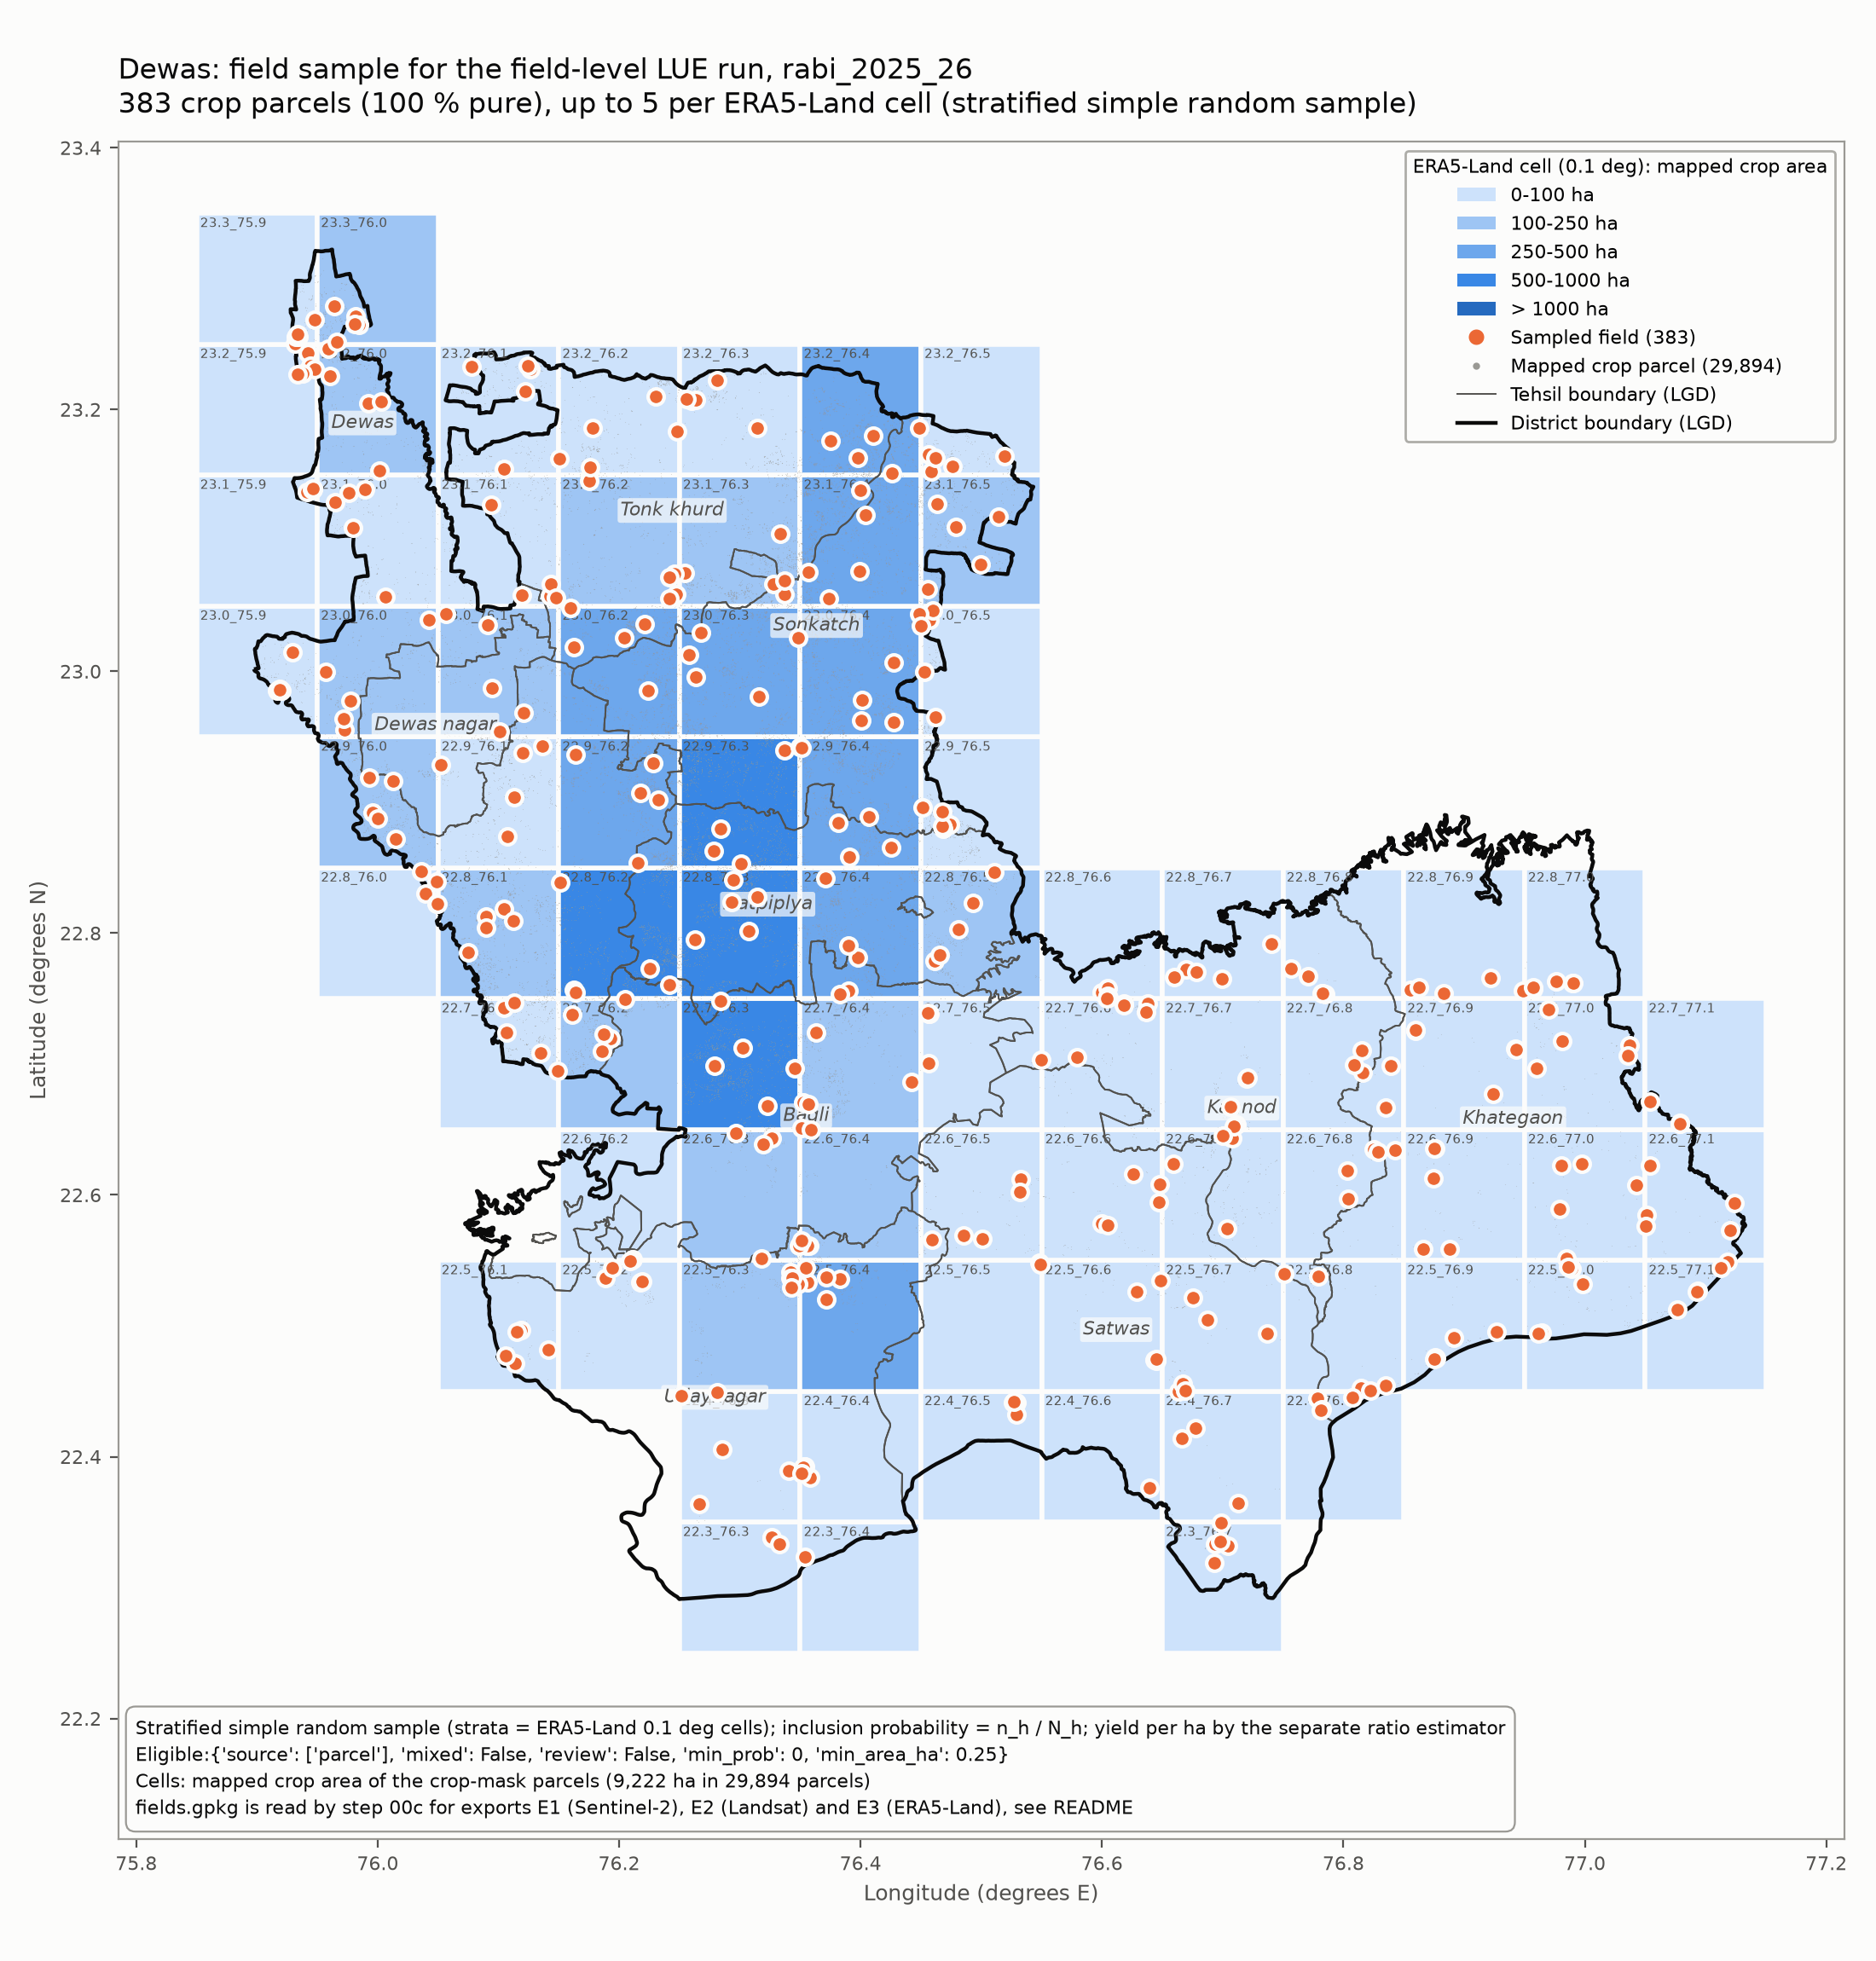 Dewas: field sample for the field-level LUE run, rabi_2025_26
383 crop parcels (100 % pure), up to 5 per ERA5-Land cell (stratified simple random sample)
ERA5-Land cell (0.1 deg): mapped crop area
0-100 ha
100-250 ha
250-500 ha
500-1000 ha
> 1000 ha
Sampled field (383)
Mapped crop parcel (29,894)
Tehsil boundary (LGD)
District boundary (LGD)
23.4
23.2
23.0
22.8
22.6
22.4
22.2
Latitude (degrees N)
23.3_75.9 23.3_76.0
23.2_75.9 23.2_76.2 23.2_76.3 23.2_76.4 23.2_76.5
Dewas
23.1_75.9 23.1_76.1 23.1_76.3 23.1_76.5
Tonk khurd
23.0_75.9 23.0_76.0 23.0_76.2
Sonkatch
Dewas nagar
22.9_76.1 22.9_76.3 22.9_76.5
22.8_76.0 22.8_76.1 22.8_76.4 22.8_76.6 22.8_76.7 22.8_76.9
22.7_76.4 22.7_76.7 22.7_76.8 22.7_76.9 22.7_77.1
Bagli
Khategaon
22.6_76.2 22.6_76.4 22.6_76.5 22.6_76.6 22.6_76.8 22.6_76.9 22.6_77.0 22.6_77.1
22.5_76.1 22.5_76.3 22.5_76.5 22.5_76.6 22.5_76.7 22.5_76.9 22.5_77.1
Satwas
22.4_76.4 22.4_76.5 22.4_76.6 22.4_76.7
22.3_76.3 22.3_76.4
Stratified simple random sample (strata = ERA5-Land 0.1 deg cells); inclusion probability = n_h / N_h; yield per ha by the separate ratio estimator
Eligible:{'source': ['parcel'], 'mixed': False, 'review': False, 'min_prob': 0, 'min_area_ha': 0.25}
Cells: mapped crop area of the crop-mask parcels (9,222 ha in 29,894 parcels)
fields.gpkg is read by step 00c for exports E1 (Sentinel-2), E2 (Landsat) and E3 (ERA5-Land), see README
75.8 76.0 76.2 76.4 76.6 76.8 77.0 77.2
Longitude (degrees E)